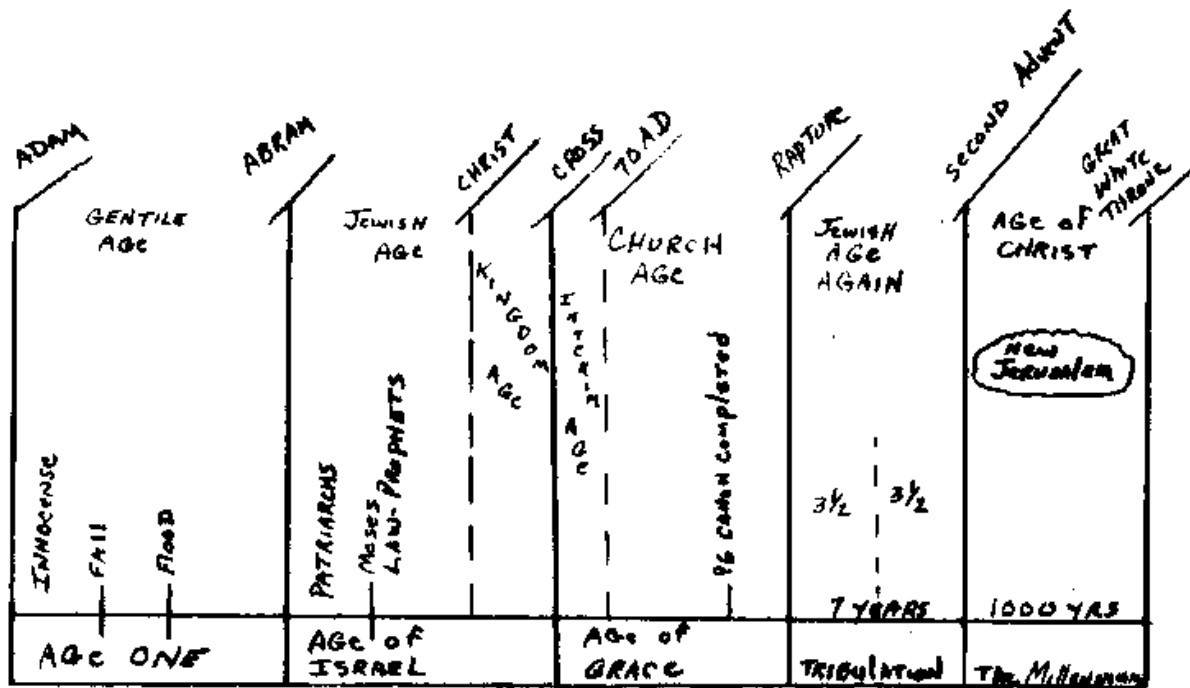 ADAM
ABRAM
CHRIST
CROSS
70 AD
RAPTURE
SECOND ADVENT
GREAT
WHITE
THRONE
GENTILE
AGE
JEWISH
AGE
KINGDOM
AGE
INTERIM
AGE
CHURCH
AGE
JEWISH
AGE
AGAIN
AGE of
CHRIST
NEW
JERUSALEM
INNOCENSE
FALL
FLOOD
PATRIARCHS
MOSES
LAW-PROPHETS
96 CANON COMPLETED
3½ 3½
7 YEARS
1000 YRS
AGE ONE
AGE of
ISRAEL
AGE of
GRACE
TRIBULATION
The Millennium